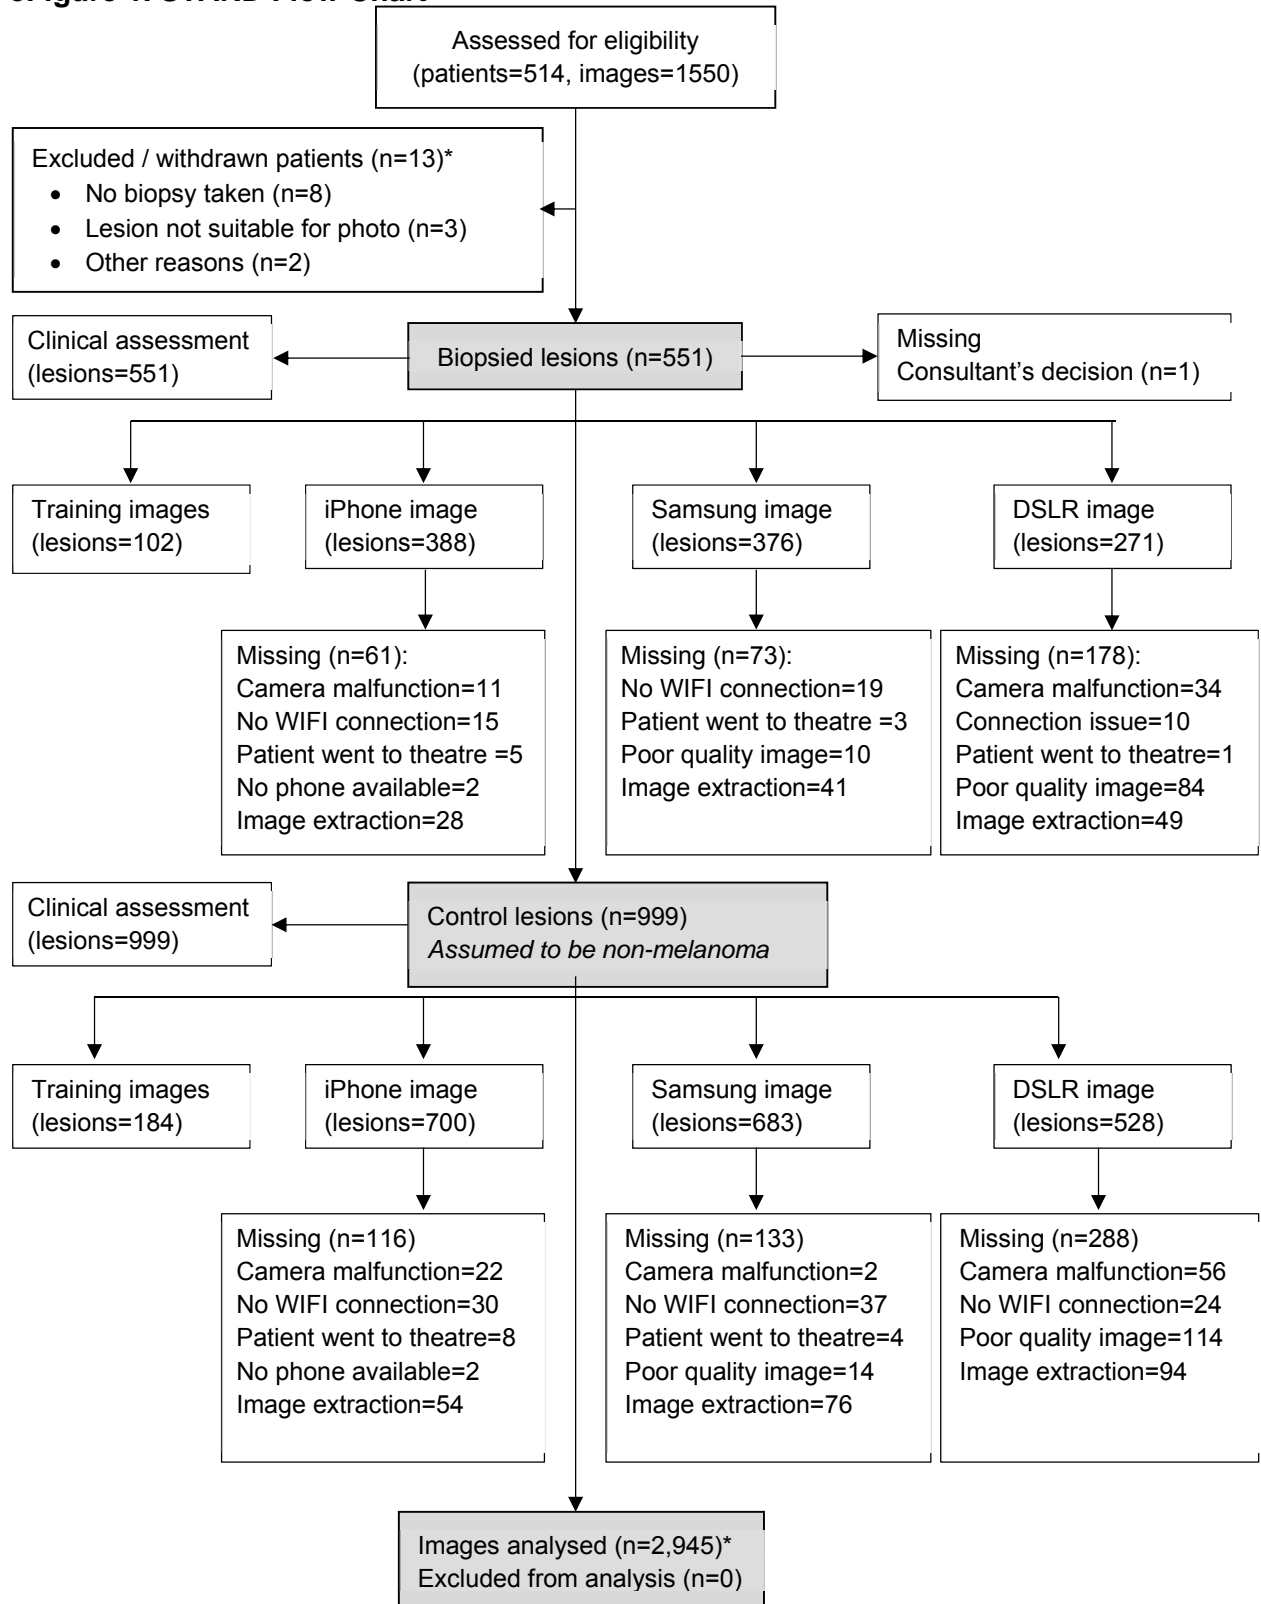 Assessed for eligibility
(patients=514, images=1550)
Excluded / withdrawn patients (n=13)*
• No biopsy taken (n=8)
• Lesion not suitable for photo (n=3)
• Other reasons (n=2)
Clinical assessment
(lesions=551)
Biopsied lesions (n=551)
Missing
Consultant's decision (n=1)
Training images
(lesions=102)
iPhone image
(lesions=388)
Samsung image
(lesions=376)
DSLR image
(lesions=271)
Missing (n=61):
Camera malfunction=11
No WIFI connection=15
Patient went to theatre =5
No phone available=2
Image extraction=28
Missing (n=73):
No WIFI connection=19
Patient went to theatre =3
Poor quality image=10
Image extraction=41
Missing (n=178):
Camera malfunction=34
Connection issue=10
Patient went to theatre=1
Poor quality image=84
Image extraction=49
Clinical assessment
(lesions=999)
Control lesions (n=999)
Assumed to be non-melanoma
Training images
(lesions=184)
iPhone image
(lesions=700)
Samsung image
(lesions=683)
DSLR image
(lesions=528)
Missing (n=116)
Camera malfunction=22
No WIFI connection=30
Patient went to theatre=8
No phone available=2
Image extraction=54
Missing (n=133)
Camera malfunction=2
No WIFI connection=37
Patient went to theatre=4
Poor quality image=14
Image extraction=76
Missing (n=288)
Camera malfunction=56
No WIFI connection=24
Poor quality image=114
Image extraction=94
Images analysed (n=2,945)*
Excluded from analysis (n=0)